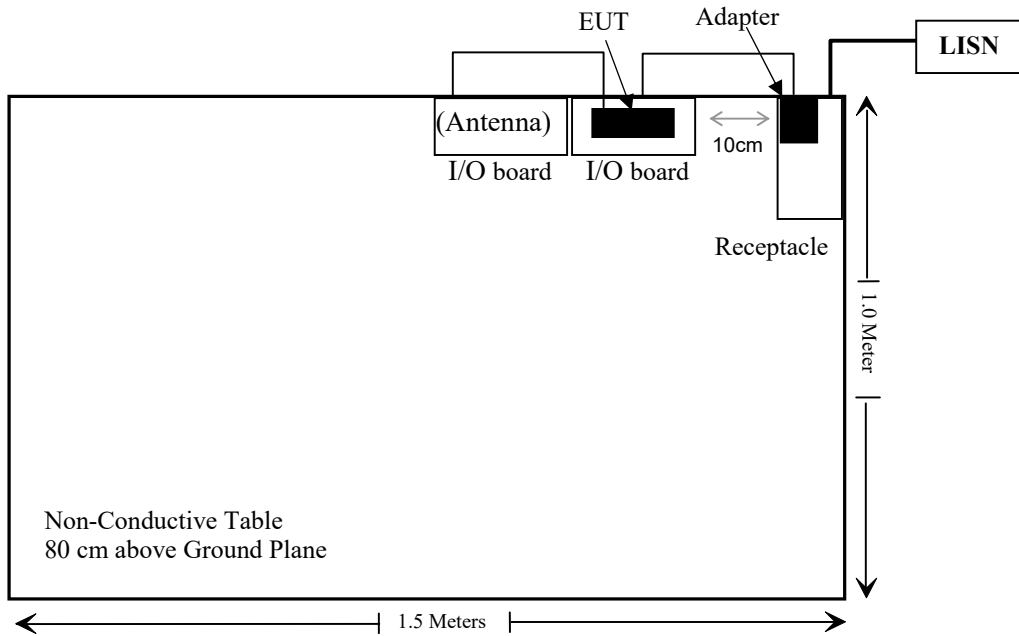 EUT
Adapter
LISN
(Antenna)
10cm
I/O board
I/O board
Receptacle
1.0 Meter
Non-Conductive Table
80 cm above Ground Plane
1.5 Meters